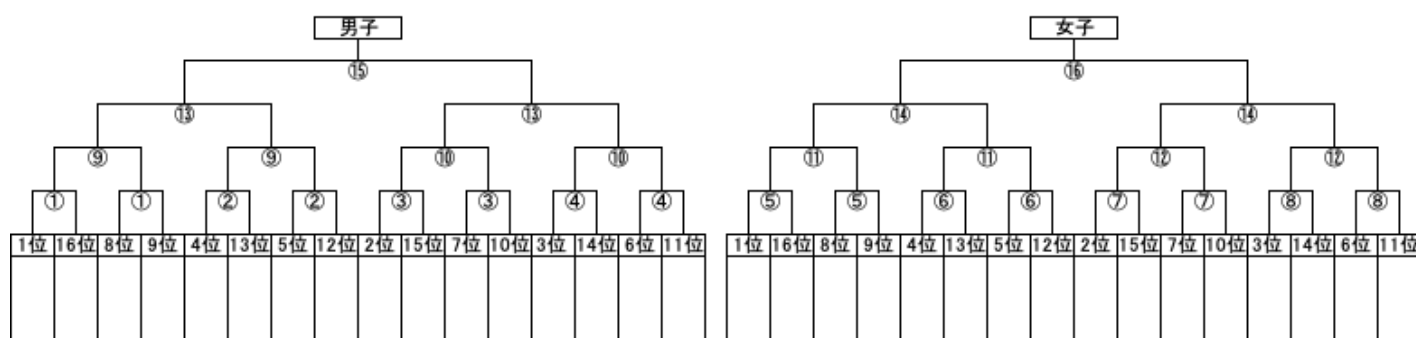 男子 女子
⑮ ⑯
⑬ ⑬ ⑭ ⑭
⑨ ⑨ ⑩ ⑩ ⑪ ⑪ ⑫ ⑫
① ① ② ② ③ ③ ④ ④ ⑤ ⑤ ⑥ ⑥ ⑦ ⑦ ⑧ ⑧
1位 16位 8位 9位 4位 13位 5位 12位 2位 15位 7位 10位 3位 14位 6位 11位 1位 16位 8位 9位 4位 13位 5位 12位 2位 15位 7位 10位 3位 14位 6位 11位